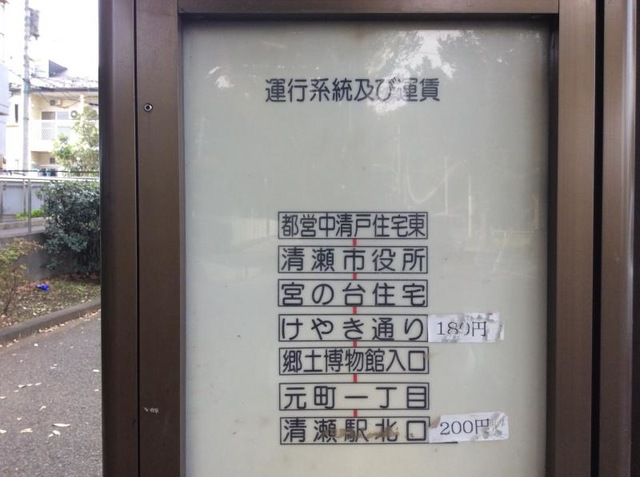 運行系統及び運賃
都営中清戸住宅東
清瀬市役所
宮の台住宅
けやき通り 180円
郷土博物館入口
元町一丁目
清瀬駅北口 200円